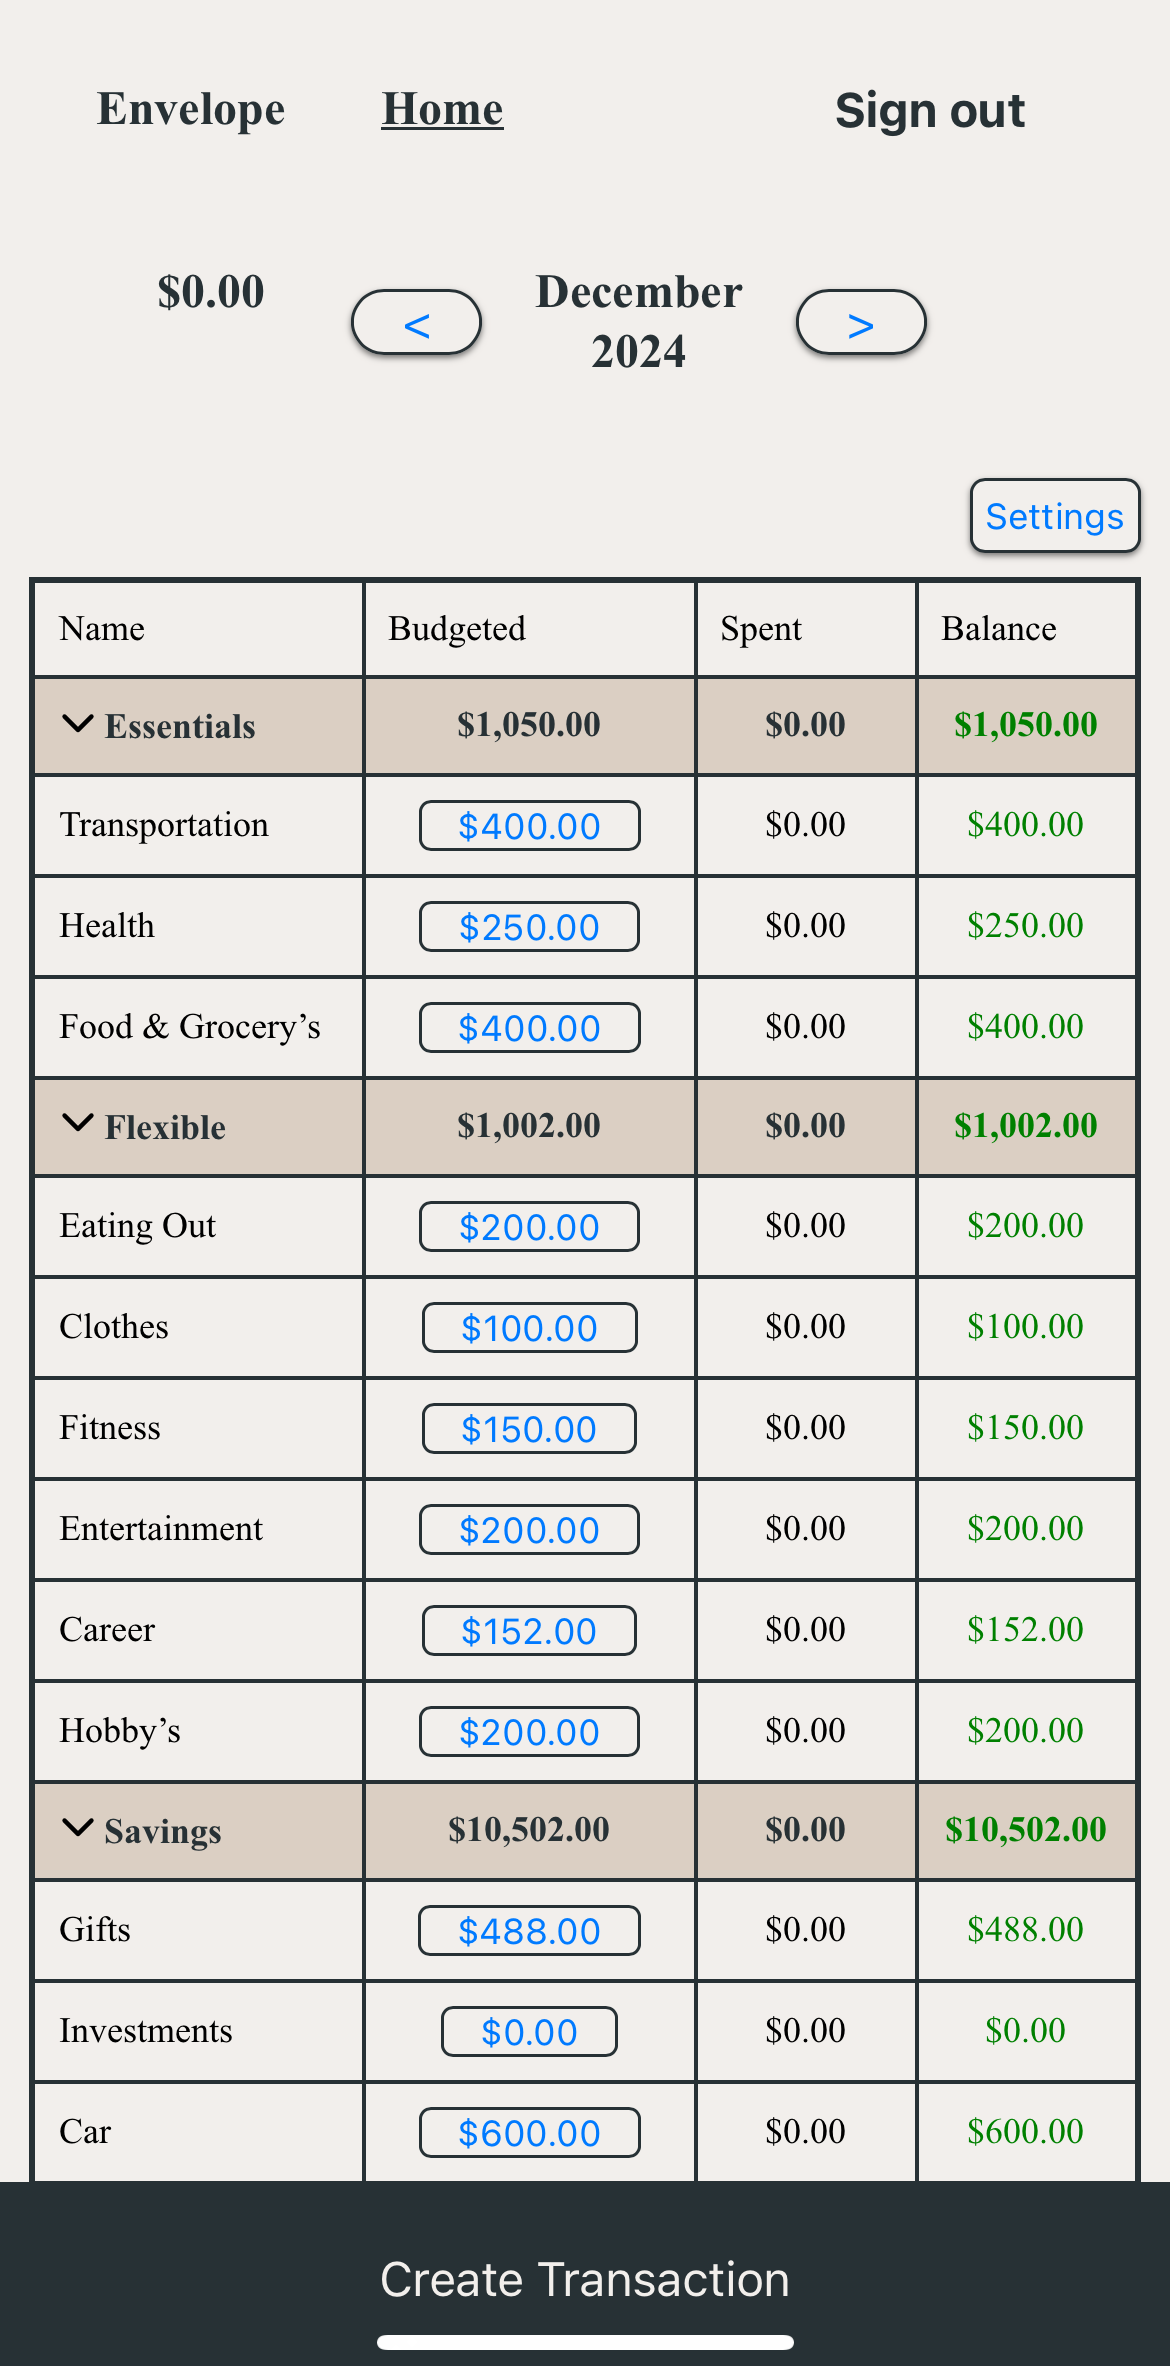 Envelope Home Sign out
$0.00 < December 2024 >
Settings
Name Budgeted Spent Balance
Essentials $1,050.00 $0.00 $1,050.00
Transportation $400.00 $0.00 $400.00
Health $250.00 $0.00 $250.00
Food & Grocery’s $400.00 $0.00 $400.00
Flexible $1,002.00 $0.00 $1,002.00
Eating Out $200.00 $0.00 $200.00
Clothes $100.00 $0.00 $100.00
Fitness $150.00 $0.00 $150.00
Entertainment $200.00 $0.00 $200.00
Career $152.00 $0.00 $152.00
Hobby’s $200.00 $0.00 $200.00
Savings $10,502.00 $0.00 $10,502.00
Gifts $488.00 $0.00 $488.00
Investments $0.00 $0.00 $0.00
Car $600.00 $0.00 $600.00
Create Transaction